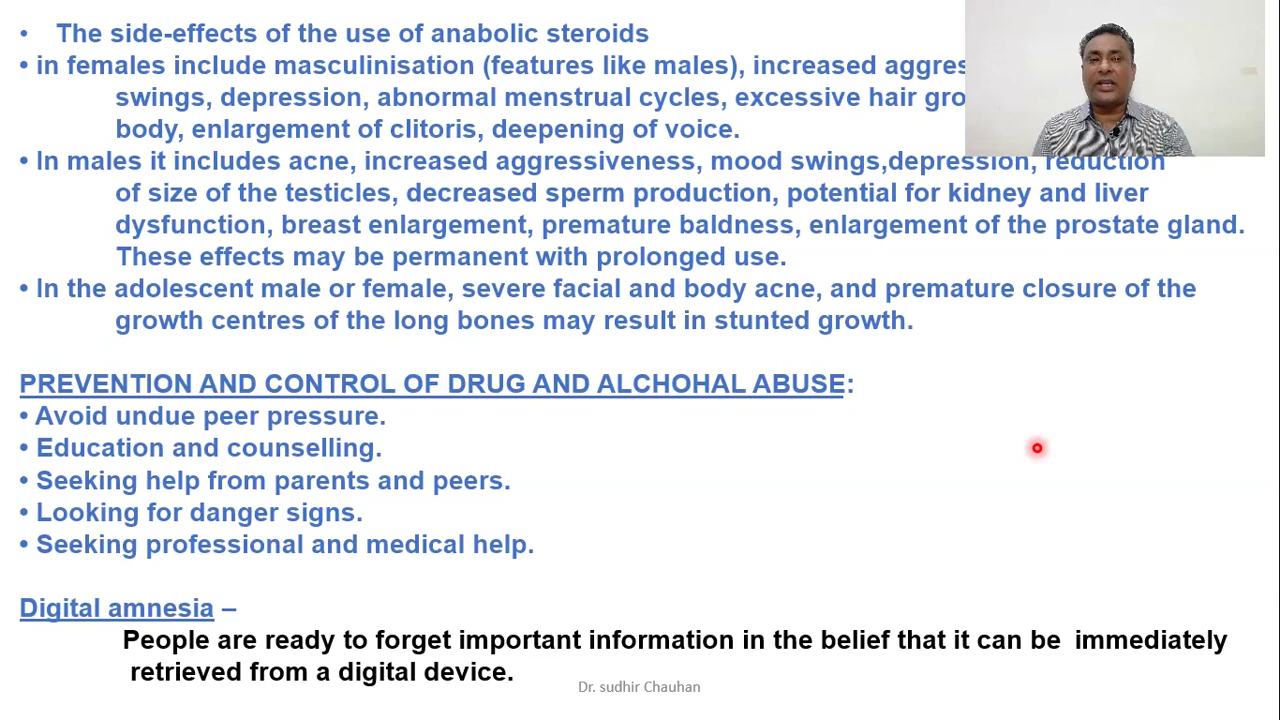 • The side-effects of the use of anabolic steroids
• in females include masculinisation (features like males), increased
swings, depression, abnormal menstrual cycles, excessive hair
body, enlargement of clitoris, deepening of voice.
• In males it includes acne, increased aggressiveness, mood swings,depression, reduction
of size of the testicles, decreased sperm production, potential for kidney and liver
dysfunction, breast enlargement, premature baldness, enlargement of the prostate gland.
These effects may be permanent with prolonged use.
• In the adolescent male or female, severe facial and body acne, and premature closure of the
growth centres of the long bones may result in stunted growth.
PREVENTION AND CONTROL OF DRUG AND ALCHOHAL ABUSE:
• Avoid undue peer pressure.
• Education and counselling.
• Seeking help from parents and peers.
• Looking for danger signs.
• Seeking professional and medical help.
Digital amnesia –
People are ready to forget important information in the belief that it can be immediately
retrieved from a digital device.
Dr. sudhir Chauhan